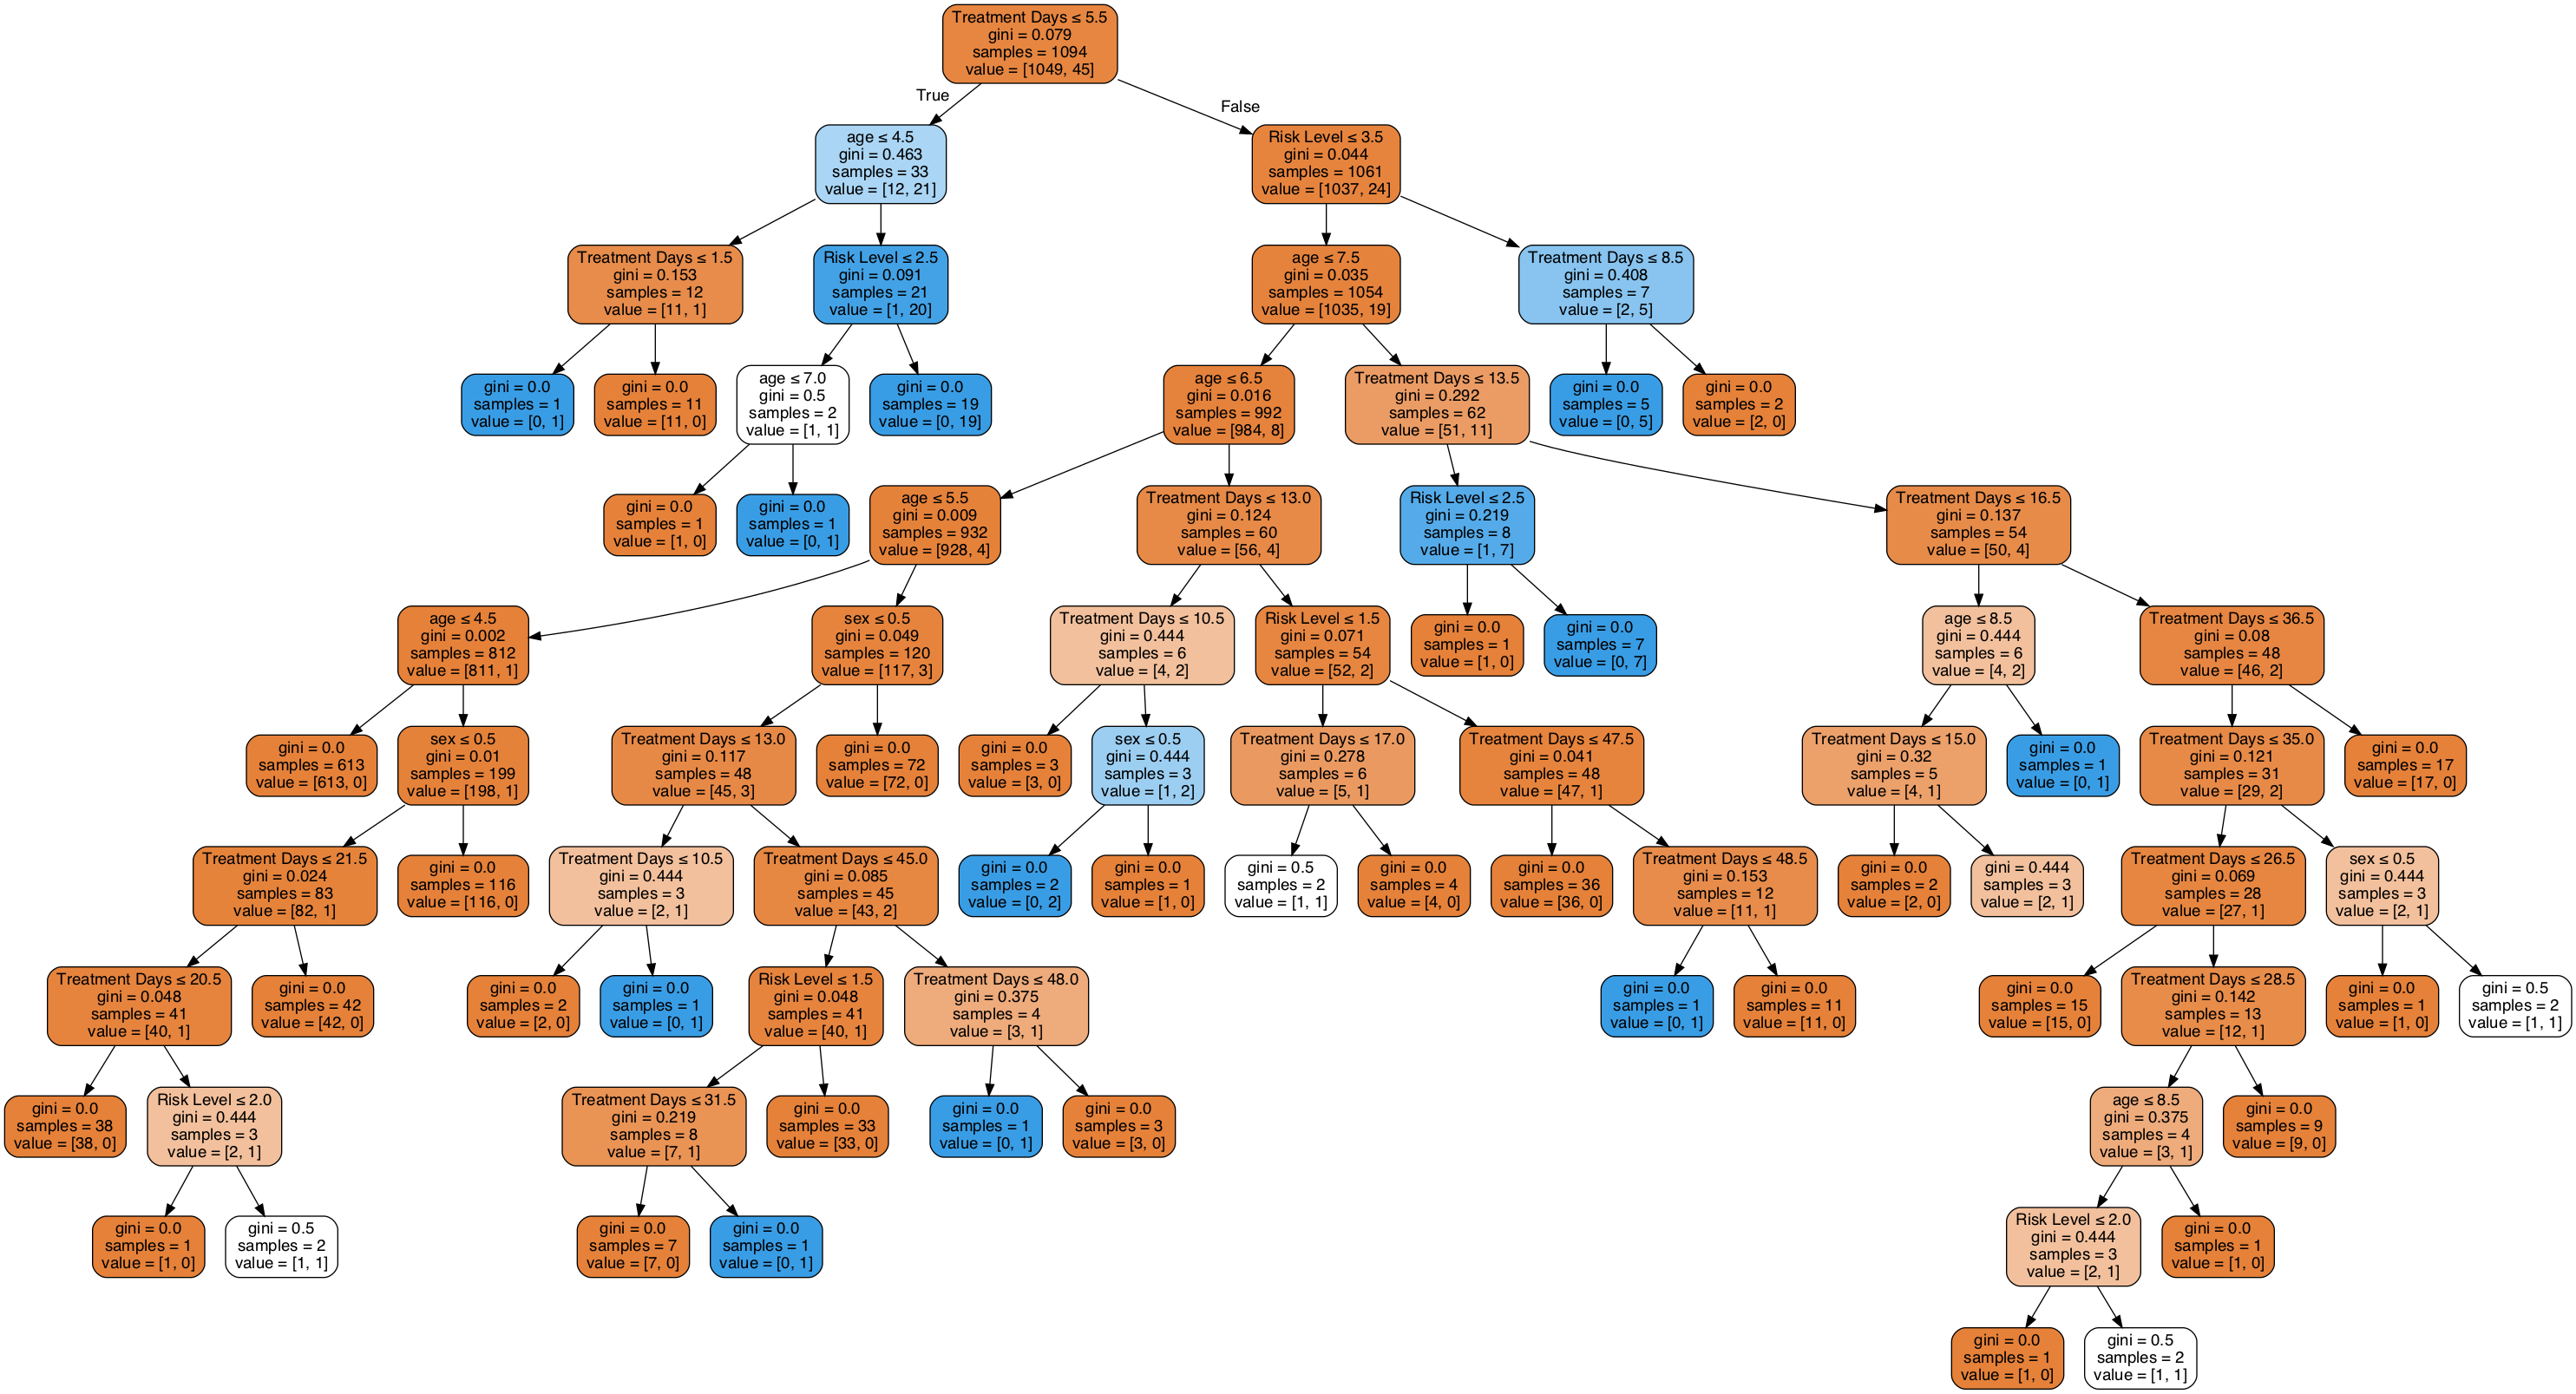 Treatment Days ≤ 5.5
gini = 0.079
samples = 1094
value = [1049, 45]
True
False
age ≤ 4.5
gini = 0.463
samples = 33
value = [12, 21]
Risk Level ≤ 3.5
gini = 0.044
samples = 1061
value = [1037, 24]
Treatment Days ≤ 1.5
gini = 0.153
samples = 12
value = [11, 1]
Risk Level ≤ 2.5
gini = 0.091
samples = 21
value = [1, 20]
age ≤ 7.5
gini = 0.035
samples = 1054
value = [1035, 19]
Treatment Days ≤ 8.5
gini = 0.408
samples = 7
value = [2, 5]
gini = 0.0
samples = 1
value = [0, 1]
gini = 0.0
samples = 11
value = [11, 0]
age ≤ 7.0
gini = 0.5
samples = 2
value = [1, 1]
gini = 0.0
samples = 19
value = [0, 19]
age ≤ 6.5
gini = 0.016
samples = 992
value = [984, 8]
Treatment Days ≤ 13.5
gini = 0.292
samples = 62
value = [51, 11]
gini = 0.0
samples = 5
value = [0, 5]
gini = 0.0
samples = 2
value = [2, 0]
gini = 0.0
samples = 1
value = [1, 0]
gini = 0.0
samples = 1
value = [0, 1]
age ≤ 5.5
gini = 0.009
samples = 932
value = [928, 4]
Treatment Days ≤ 13.0
gini = 0.124
samples = 60
value = [56, 4]
Risk Level ≤ 2.5
gini = 0.219
samples = 8
value = [1, 7]
Treatment Days ≤ 16.5
gini = 0.137
samples = 54
value = [50, 4]
age ≤ 4.5
gini = 0.002
samples = 812
value = [811, 1]
sex ≤ 0.5
gini = 0.049
samples = 120
value = [117, 3]
Treatment Days ≤ 10.5
gini = 0.444
samples = 6
value = [4, 2]
Risk Level ≤ 1.5
gini = 0.071
samples = 54
value = [52, 2]
gini = 0.0
samples = 1
value = [1, 0]
gini = 0.0
samples = 7
value = [0, 7]
age ≤ 8.5
gini = 0.444
samples = 6
value = [4, 2]
Treatment Days ≤ 36.5
gini = 0.08
samples = 48
value = [46, 2]
gini = 0.0
samples = 613
value = [613, 0]
sex ≤ 0.5
gini = 0.01
samples = 199
value = [198, 1]
Treatment Days ≤ 13.0
gini = 0.117
samples = 48
value = [45, 3]
gini = 0.0
samples = 72
value = [72, 0]
gini = 0.0
samples = 3
value = [3, 0]
sex ≤ 0.5
gini = 0.444
samples = 3
value = [1, 2]
Treatment Days ≤ 17.0
gini = 0.278
samples = 6
value = [5, 1]
Treatment Days ≤ 47.5
gini = 0.041
samples = 48
value = [47, 1]
Treatment Days ≤ 15.0
gini = 0.32
samples = 5
value = [4, 1]
gini = 0.0
samples = 1
value = [0, 1]
Treatment Days ≤ 35.0
gini = 0.121
samples = 31
value = [29, 2]
gini = 0.0
samples = 17
value = [17, 0]
Treatment Days ≤ 21.5
gini = 0.024
samples = 83
value = [82, 1]
gini = 0.0
samples = 116
value = [116, 0]
Treatment Days ≤ 10.5
gini = 0.444
samples = 3
value = [2, 1]
Treatment Days ≤ 45.0
gini = 0.085
samples = 45
value = [43, 2]
gini = 0.0
samples = 2
value = [0, 2]
gini = 0.0
samples = 1
value = [1, 0]
gini = 0.5
samples = 2
value = [1, 1]
gini = 0.0
samples = 4
value = [4, 0]
gini = 0.0
samples = 36
value = [36, 0]
Treatment Days ≤ 48.5
gini = 0.153
samples = 12
value = [11, 1]
gini = 0.0
samples = 2
value = [2, 0]
gini = 0.444
samples = 3
value = [2, 1]
Treatment Days ≤ 26.5
gini = 0.069
samples = 28
value = [27, 1]
sex ≤ 0.5
gini = 0.444
samples = 3
value = [2, 1]
Treatment Days ≤ 20.5
gini = 0.048
samples = 41
value = [40, 1]
gini = 0.0
samples = 42
value = [42, 0]
gini = 0.0
samples = 2
value = [2, 0]
gini = 0.0
samples = 1
value = [0, 1]
Risk Level ≤ 1.5
gini = 0.048
samples = 41
value = [40, 1]
Treatment Days ≤ 48.0
gini = 0.375
samples = 4
value = [3, 1]
gini = 0.0
samples = 1
value = [0, 1]
gini = 0.0
samples = 11
value = [11, 0]
gini = 0.0
samples = 15
value = [15, 0]
Treatment Days ≤ 28.5
gini = 0.142
samples = 13
value = [12, 1]
gini = 0.0
samples = 1
value = [1, 0]
gini = 0.5
samples = 2
value = [1, 1]
gini = 0.0
samples = 38
value = [38, 0]
Risk Level ≤ 2.0
gini = 0.444
samples = 3
value = [2, 1]
Treatment Days ≤ 31.5
gini = 0.219
samples = 8
value = [7, 1]
gini = 0.0
samples = 33
value = [33, 0]
gini = 0.0
samples = 1
value = [0, 1]
gini = 0.0
samples = 3
value = [3, 0]
age ≤ 8.5
gini = 0.375
samples = 4
value = [3, 1]
gini = 0.0
samples = 9
value = [9, 0]
gini = 0.0
samples = 1
value = [1, 0]
gini = 0.5
samples = 2
value = [1, 1]
gini = 0.0
samples = 7
value = [7, 0]
gini = 0.0
samples = 1
value = [0, 1]
Risk Level ≤ 2.0
gini = 0.444
samples = 3
value = [2, 1]
gini = 0.0
samples = 1
value = [1, 0]
gini = 0.0
samples = 1
value = [1, 0]
gini = 0.5
samples = 2
value = [1, 1]